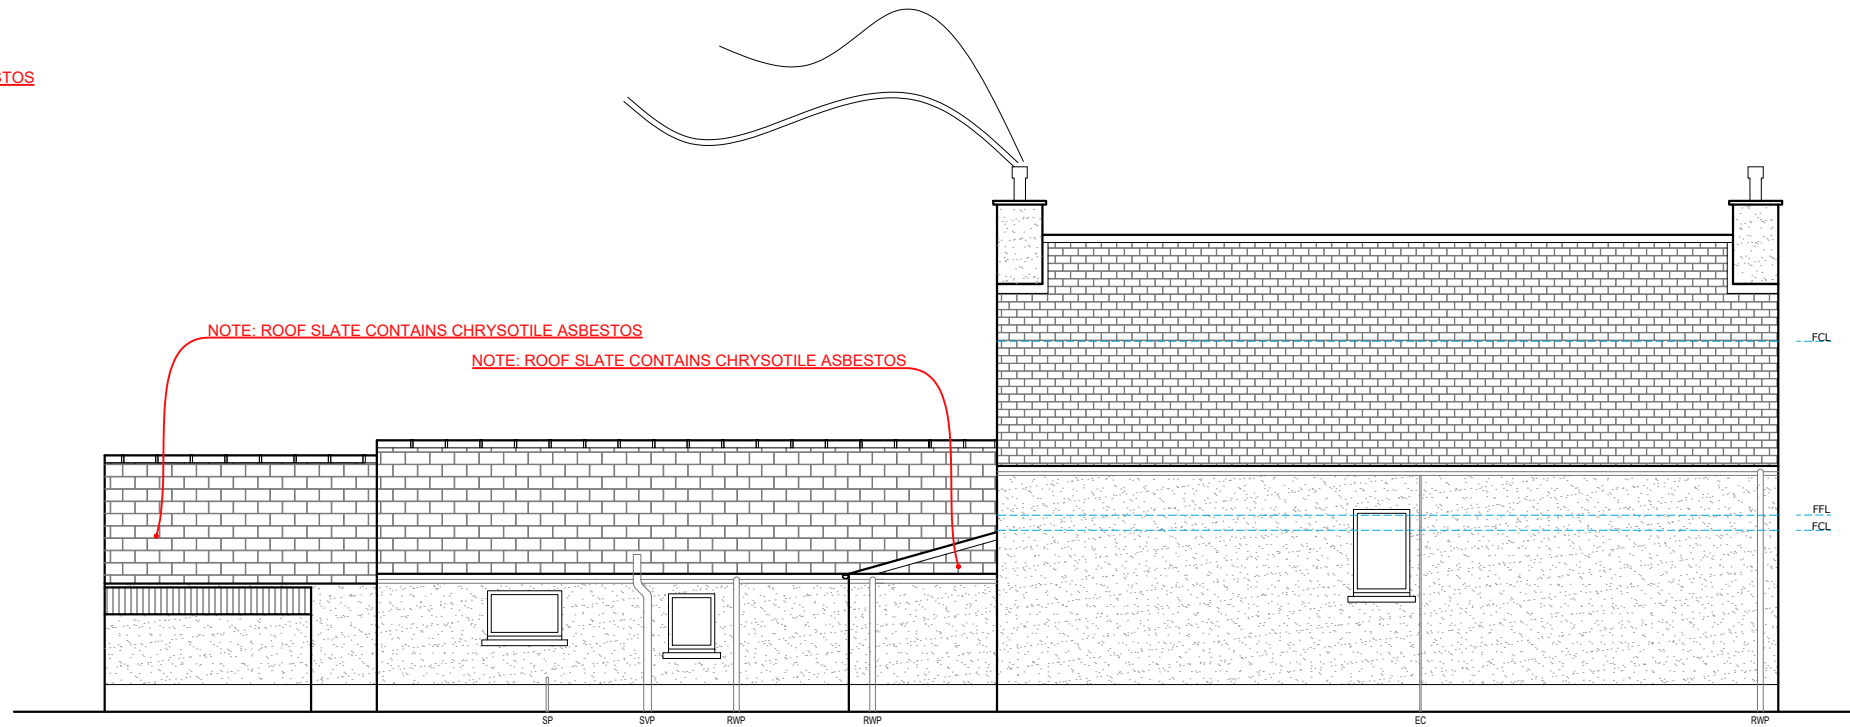 NOTE: ROOF SLATE CONTAINS CHRYSOTILE ASBESTOS
NOTE: ROOF SLATE CONTAINS CHRYSOTILE ASBESTOS
FCL
FFL
FCL
SP
SVP
RWP
RWP
EC
RWP